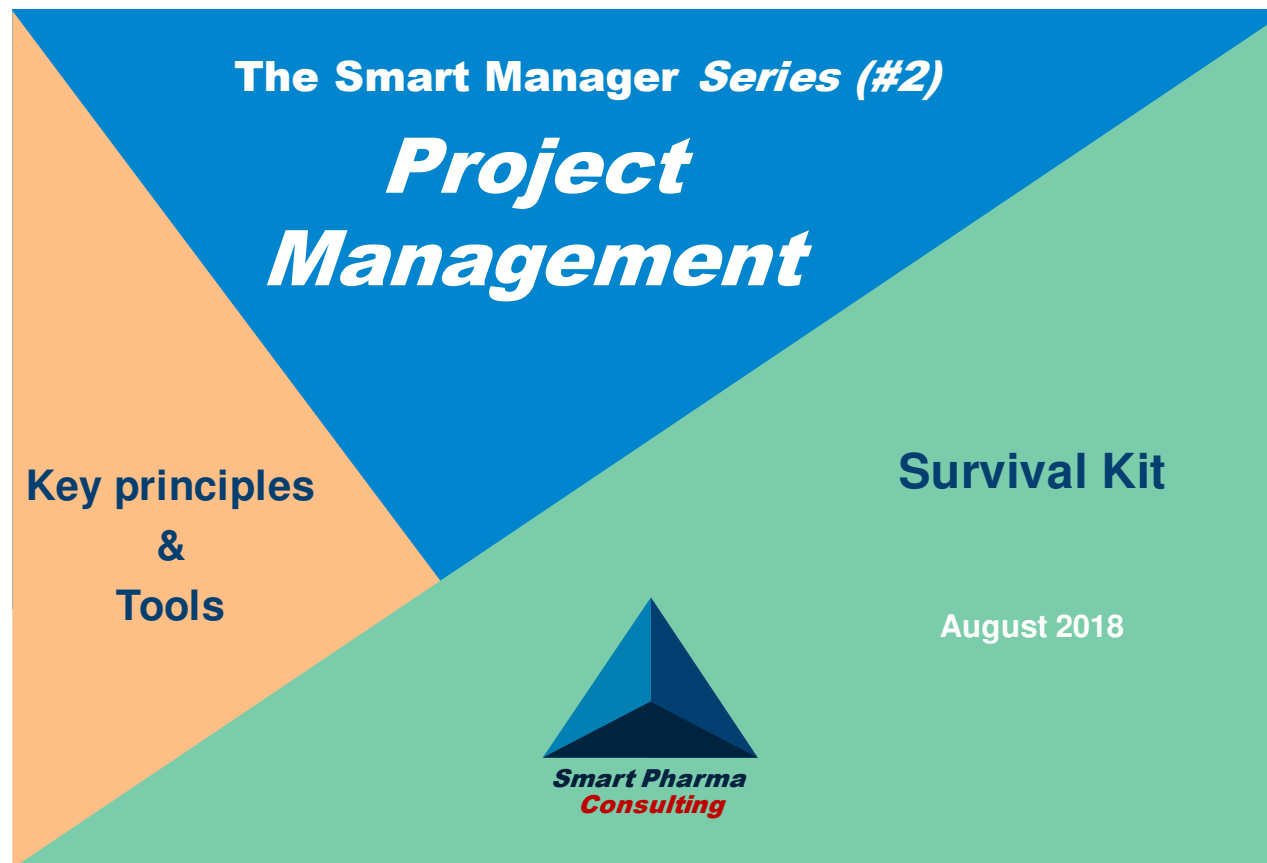 The Smart Manager Series (#2)
Project
Management
Key principles
&
Tools
Survival Kit
August 2018
Smart Pharma
Consulting